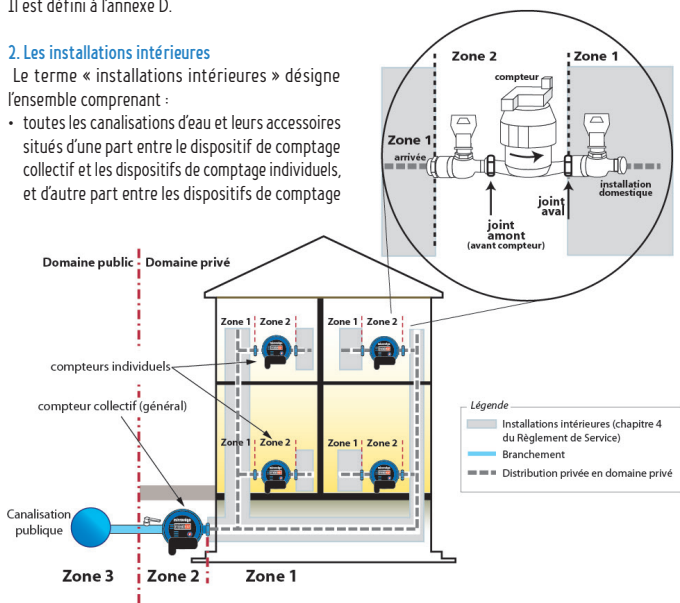 Il est défini à l'annexe D.
2. Les installations intérieures
Le terme « installations intérieures » désigne
l'ensemble comprenant :
• toutes les canalisations d'eau et leurs accessoires
situés d'une part entre le dispositif de comptage
collectif et les dispositifs de comptage individuels,
et d'autre part entre les dispositifs de comptage
Zone 2
Zone 1
compteur
Zone 1
arrivée
installation
domestique
joint
aval
joint
amont
(avant compteur)
Domaine public
Domaine privé
Zone 1
Zone 2
Zone 1
Zone 2
compteurs individuels
compteur collectif (général)
Zone 1
Zone 2
Zone 1
Zone 2
Canalisation
publique
Zone 3
Zone 2
Zone 1
Légende
Installations intérieures (chapitre 4
du Règlement de Service)
Branchement
Distribution privée en domaine privé